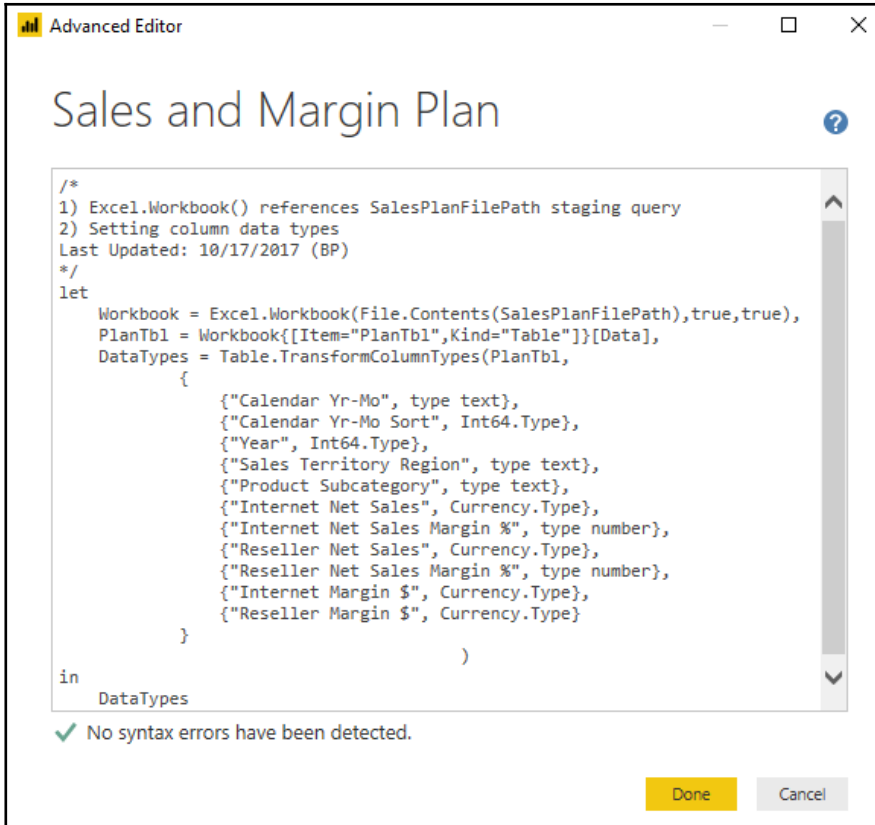 Advanced Editor
Sales and Margin Plan
?
/*
1) Excel.Workbook() references SalesPlanFilePath staging query
2) Setting column data types
Last Updated: 10/17/2017 (BP)
*/
let
    Workbook = Excel.Workbook(File.Contents(SalesPlanFilePath),true,true),
    PlanTbl = Workbook{[Item="PlanTbl",Kind="Table"]}[Data],
    DataTypes = Table.TransformColumnTypes(PlanTbl,
            {
                {"Calendar Yr-Mo", type text},
                {"Calendar Yr-Mo Sort", Int64.Type},
                {"Year", Int64.Type},
                {"Sales Territory Region", type text},
                {"Product Subcategory", type text},
                {"Internet Net Sales", Currency.Type},
                {"Internet Net Sales Margin %", type number},
                {"Reseller Net Sales", Currency.Type},
                {"Reseller Net Sales Margin %", type number},
                {"Internet Margin $", Currency.Type},
                {"Reseller Margin $", Currency.Type}
            }
                                            )
in
    DataTypes
No syntax errors have been detected.
Done Cancel